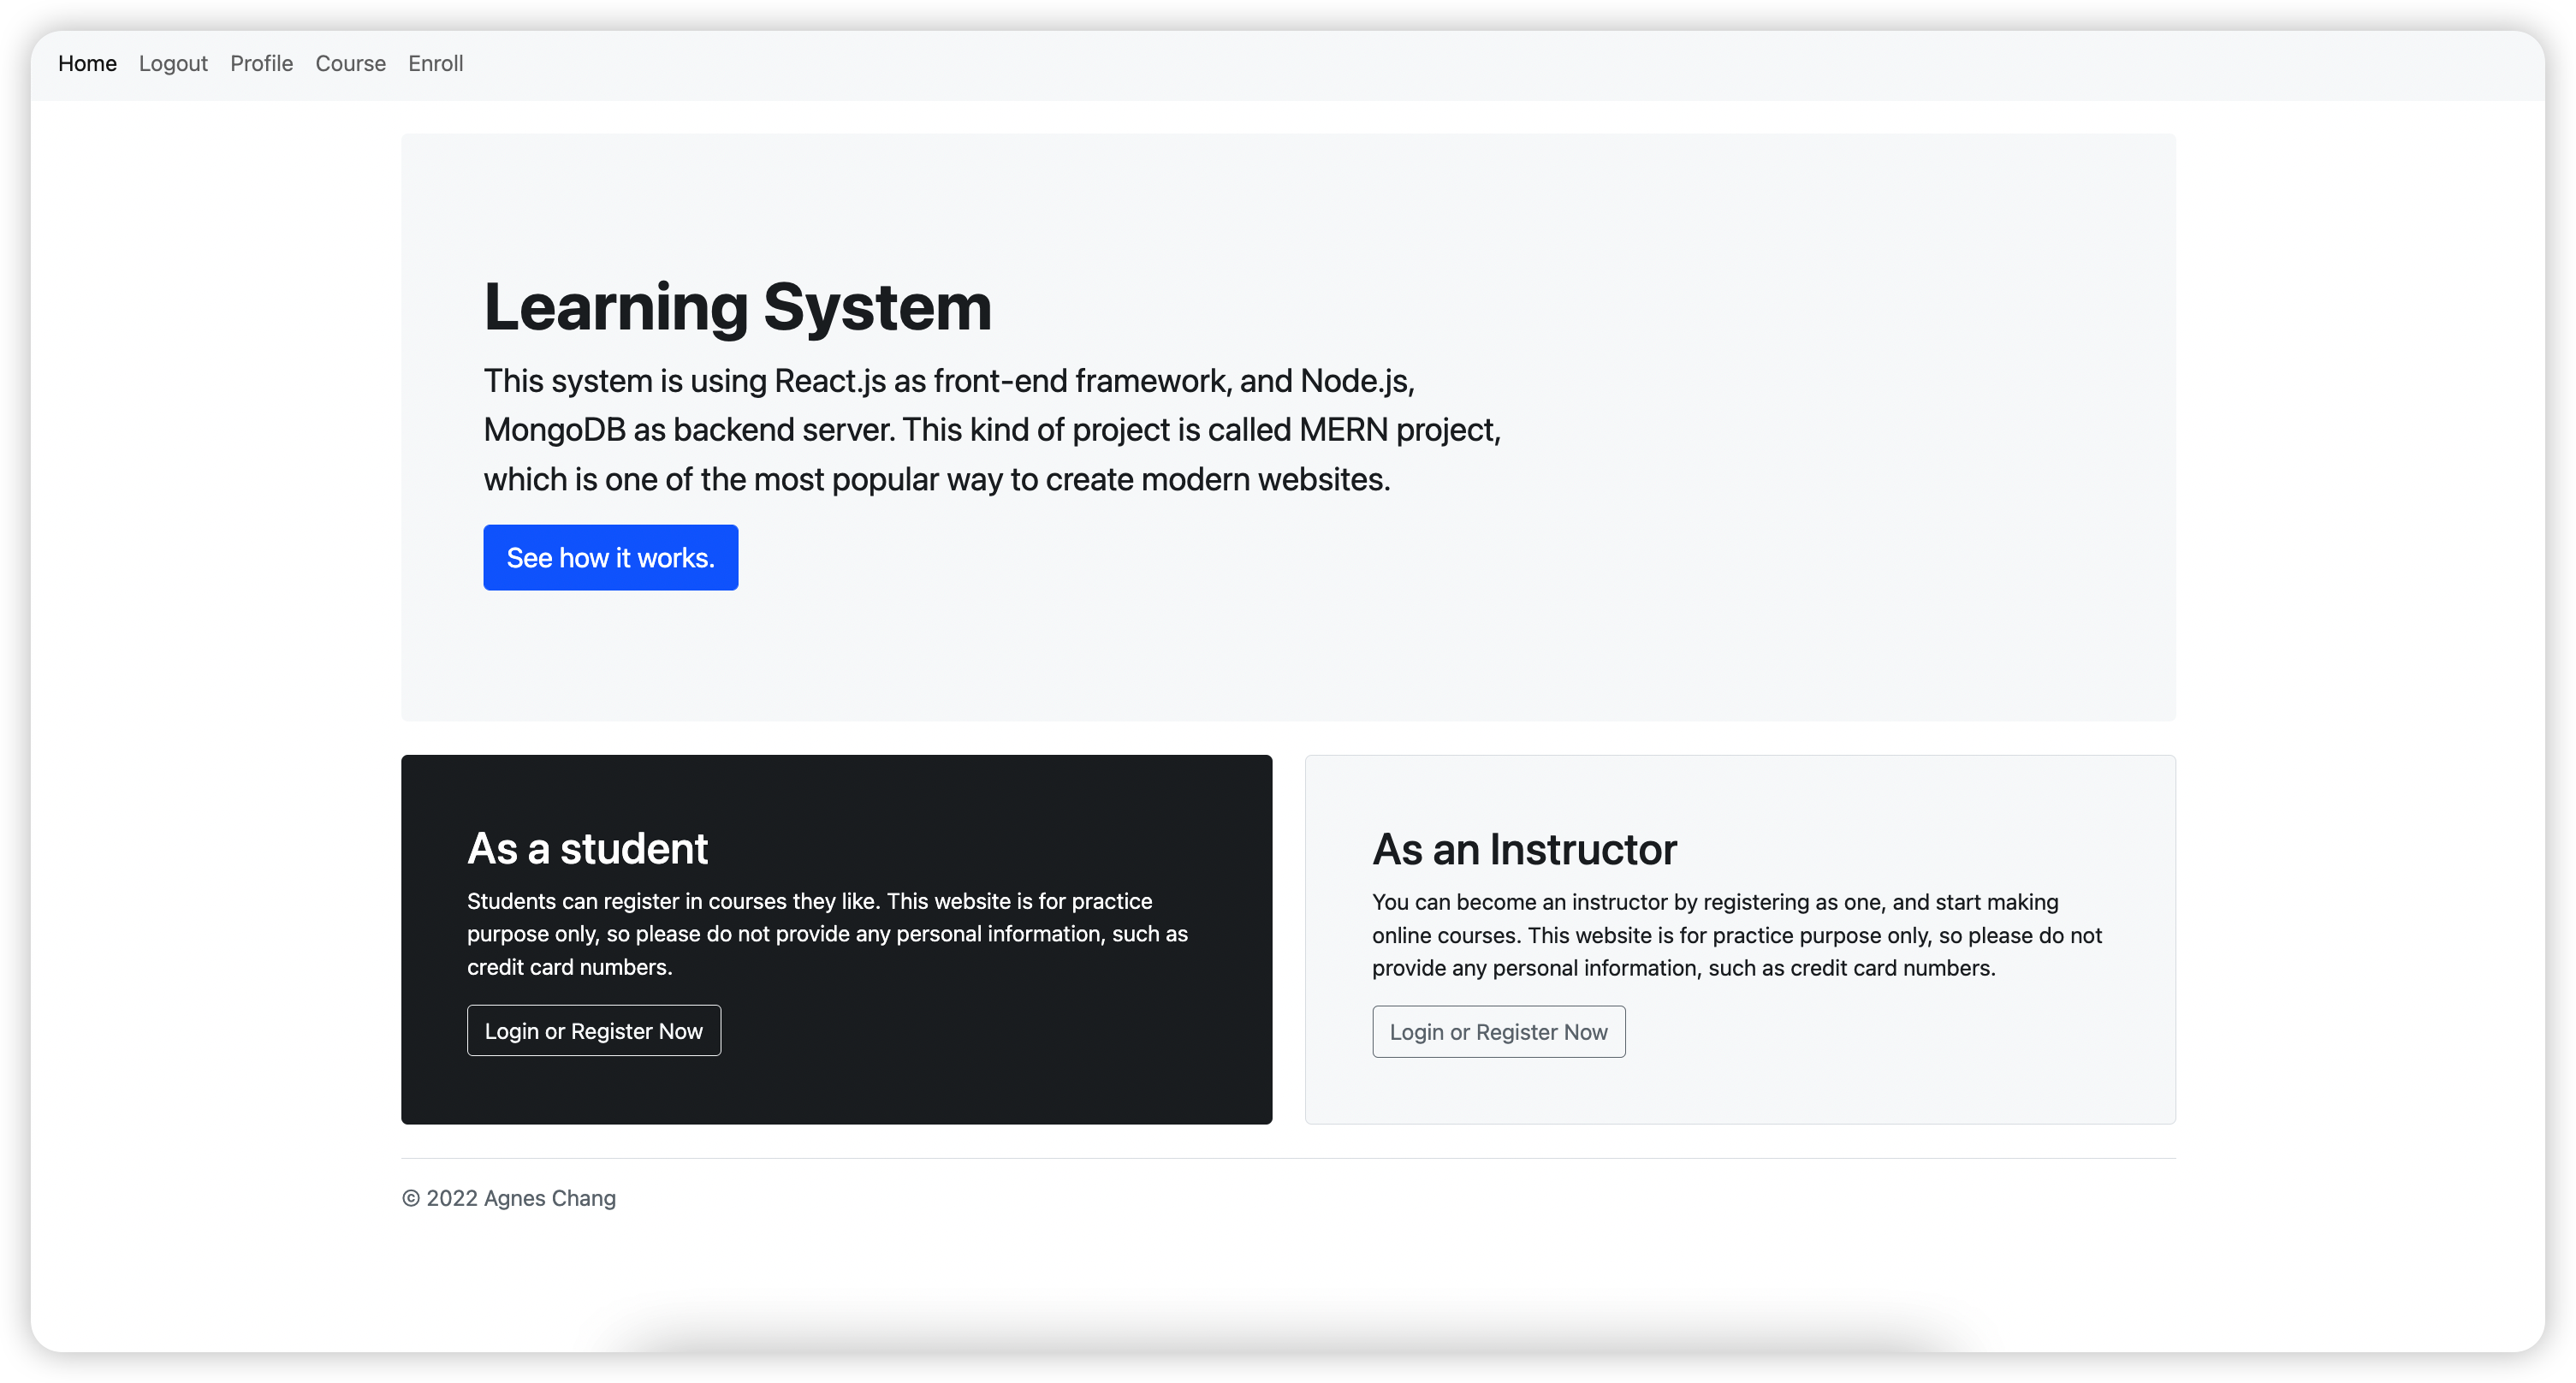 Home Logout Profile Course Enroll
Learning System
This system is using React.js as front-end framework, and Node.js,
MongoDB as backend server. This kind of project is called MERN project,
which is one of the most popular way to create modern websites.
See how it works.
As a student
Students can register in courses they like. This website is for practice
purpose only, so please do not provide any personal information, such as
credit card numbers.
Login or Register Now
As an Instructor
You can become an instructor by registering as one, and start making
online courses. This website is for practice purpose only, so please do not
provide any personal information, such as credit card numbers.
Login or Register Now
© 2022 Agnes Chang